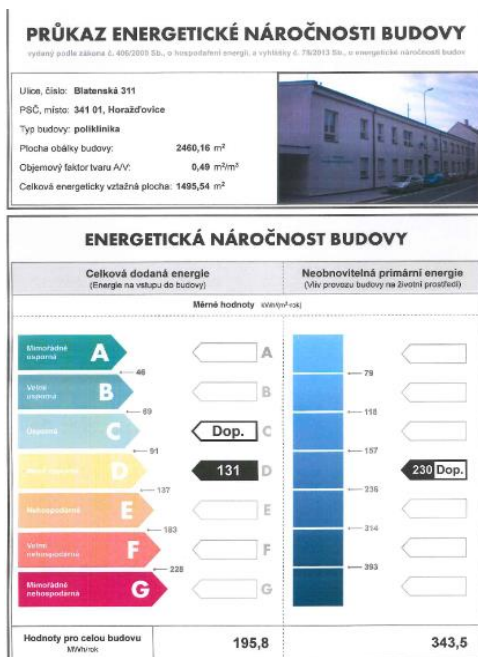 PRŮKAZ ENERGETICKÉ NÁROČNOSTI BUDOVY
vydaný podle zákona č. 406/2000 Sb., o hospodaření energií, a vyhlášky č. 78/2013 Sb., o energetické náročnosti budov
Ulice, číslo: Blatenská 311
PSČ, místo: 341 01, Horažďovice
Typ budovy: poliklinika
Plocha obálky budovy: 2460,16 m²
Objemový faktor tvaru A/V: 0,49 m²/m³
Celková energeticky vztažná plocha: 1495,54 m²
ENERGETICKÁ NÁROČNOST BUDOVY
Celková dodaná energie
(Energie na vstupu do budovy)
Neobnovitelná primární energie
(Vliv provozu budovy na životní prostředí)
Měrné hodnoty kWh/(m²·rok)
Mimořádně úsporná A A
46 79
Velmi úsporná B B
69 118
Úsporná C Dop. C
91 157
D 131 D 230 Dop.
137 236
Nehospodárná E E
183 314
Velmi nehospodárná F F
228 393
Mimořádně nehospodárná G G
Hodnoty pro celou budovu
MWh/rok
195,8 343,5